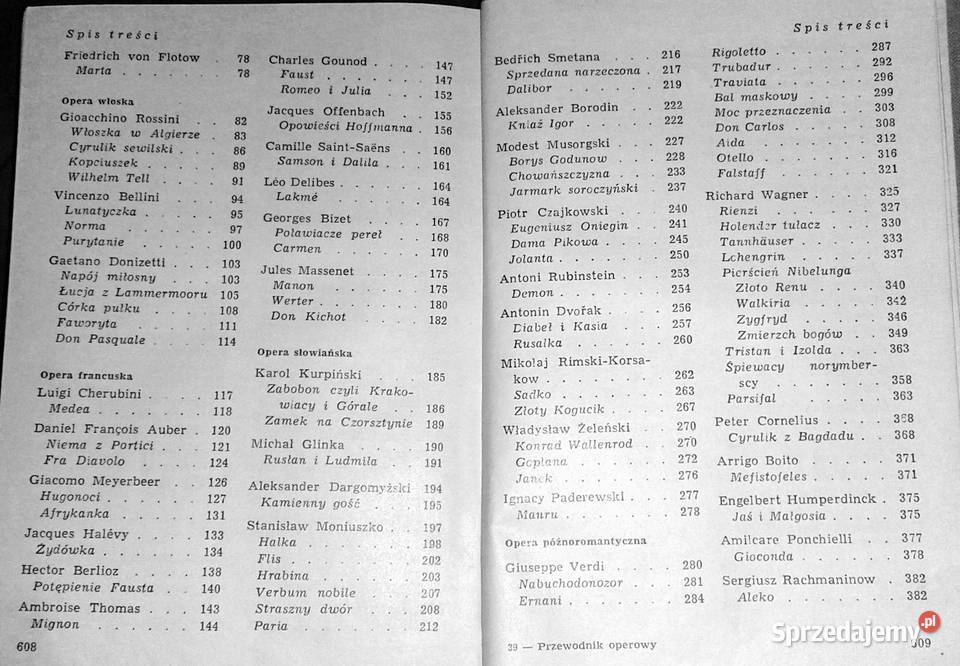 Spis treści
Friedrich von Flotow . 78
Marta . . . . . . . 78
Opera włoska
Gioacchino Rossini . . 82
Włoszka w Algierze . 83
Cyrulik sewilski . . . 86
Kopciuszek . . . . . 89
Wilhelm Tell . . . . 91
Vincenzo Bellini . . 94
Lunatyczka . . . . . 95
Norma . . . . . . . 97
Purytanie . . . . . 100
Gaetano Donizetti . . . 103
Napój miłosny . . . 103
Łucja z Lammermooru 105
Córka pułku . . . . 108
Faworyta . . . . . 111
Don Pasquale . . . . 114
Opera francuska
Luigi Cherubini . . . . 117
Medea . . . . . . . 118
Daniel François Auber . 120
Niema z Portici . . . 121
Fra Diavolo . . . . 124
Giacomo Meyerbeer . . 126
Hugonoci . . . . . . 127
Afrykanka . . . . . 131
Jacques Halévy . . . . 133
Żydówka . . . . . . 134
Hector Berlioz . . . . 138
Potępienie Fausta . . 140
Ambroise Thomas . . . 143
Mignon . . . . . . 144
608
Charles Gounod . . . . 147
Faust . . . . . . . 147
Romeo i Julia . . . 152
Jacques Offenbach . . 155
Opowieści Hoffmanna . 156
Camille Saint-Saëns . . 160
Samson i Dalila . . . 161
Léo Delibes . . . . . . 164
Lakmé . . . . . . . 164
Georges Bizet . . . . 167
Poławiacze pereł . . 168
Carmen . . . . . . 170
Jules Massenet . . . . 175
Manon . . . . . . . 175
Werter . . . . . . . 180
Don Kichot . . . . 182
Opera słowiańska
Karol Kurpiński . . . 185
Zabobon czyli Krako-
wiacy i Górale . . 186
Zamek na Czorsztynie 189
Michał Glinka . . . . 190
Rusłan i Ludmiła . . 191
Aleksander Dargomyżski 194
Kamienny gość . . . 195
Stanisław Moniuszko . . 197
Halka . . . . . . . 198
Flis . . . . . . . . 202
Hrabina . . . . . . 203
Verbum nobile . . . 207
Straszny dwór . . . 208
Paria . . . . . . . 212
Spis treści
Bedřich Smetana . . . 216
Sprzedana narzeczona . 217
Dalibor . . . . . . 219
Aleksander Borodin . . 222
Kniaź Igor . . . . . 222
Modest Musorgski . . . 227
Borys Godunow . . . 228
Chowańszczyzna . . . 233
Jarmark soroczyński . 237
Piotr Czajkowski . . . 240
Eugeniusz Oniegin . . 241
Dama Pikowa . . . . 245
Jolanta . . . . . . . 250
Antoni Rubinstein . . . 253
Demon . . . . . . . 254
Antonin Dvořak . . . . 256
Diabeł i Kasia . . . 257
Rusałka . . . . . . 260
Mikołaj Rimski-Korsa-
kow . . . . . . . . 262
Sadko . . . . . . . 263
Złoty Kogucik . . . . 267
Władysław Żeleński . . 270
Konrad Wallenrod . . 270
Goplana . . . . . . 272
Janek . . . . . . . 276
Ignacy Paderewski . . . 277
Manru . . . . . . . 278
Opera późnoromantyczna
Giuseppe Verdi . . . . 280
Nabuchodonozor . . 281
Ernani . . . . . . . 284
39 — Przewodnik operowy
Rigoletto . . . . . . 287
Trubadur . . . . . . 292
Traviata . . . . . . 296
Bal maskowy . . . . 299
Moc przeznaczenia . . 303
Don Carlos . . . . . 308
Aida . . . . . . . . 312
Otello . . . . . . . 316
Falstaff . . . . . . 321
Richard Wagner . . . . 325
Rienzi . . . . . . . 327
Holender tułacz . . . 330
Tannhäuser . . . . . 333
Lohengrin . . . . . 337
Pierścień Nibelunga
Złoto Renu . . . . 340
Walkiria . . . . . 342
Zygfryd . . . . . 346
Zmierzch bogów . . 349
Tristan i Izolda . . . 363
Śpiewacy norymber-
scy . . . . . . . . 358
Parsifal . . . . . . 363
Peter Cornelius . . . . 368
Cyrulik z Bagdadu . . 368
Arrigo Boito . . . . . 371
Mefistofeles . . . . . 371
Engelbert Humperdinck . 375
Jaś i Małgosia . . . . 375
Amilcare Ponchielli . . 377
Gioconda . . . . . . 378
Sergiusz Rachmaninow . 382
Aleko . . . . . . . 382
609
Sprzedajemy.pl